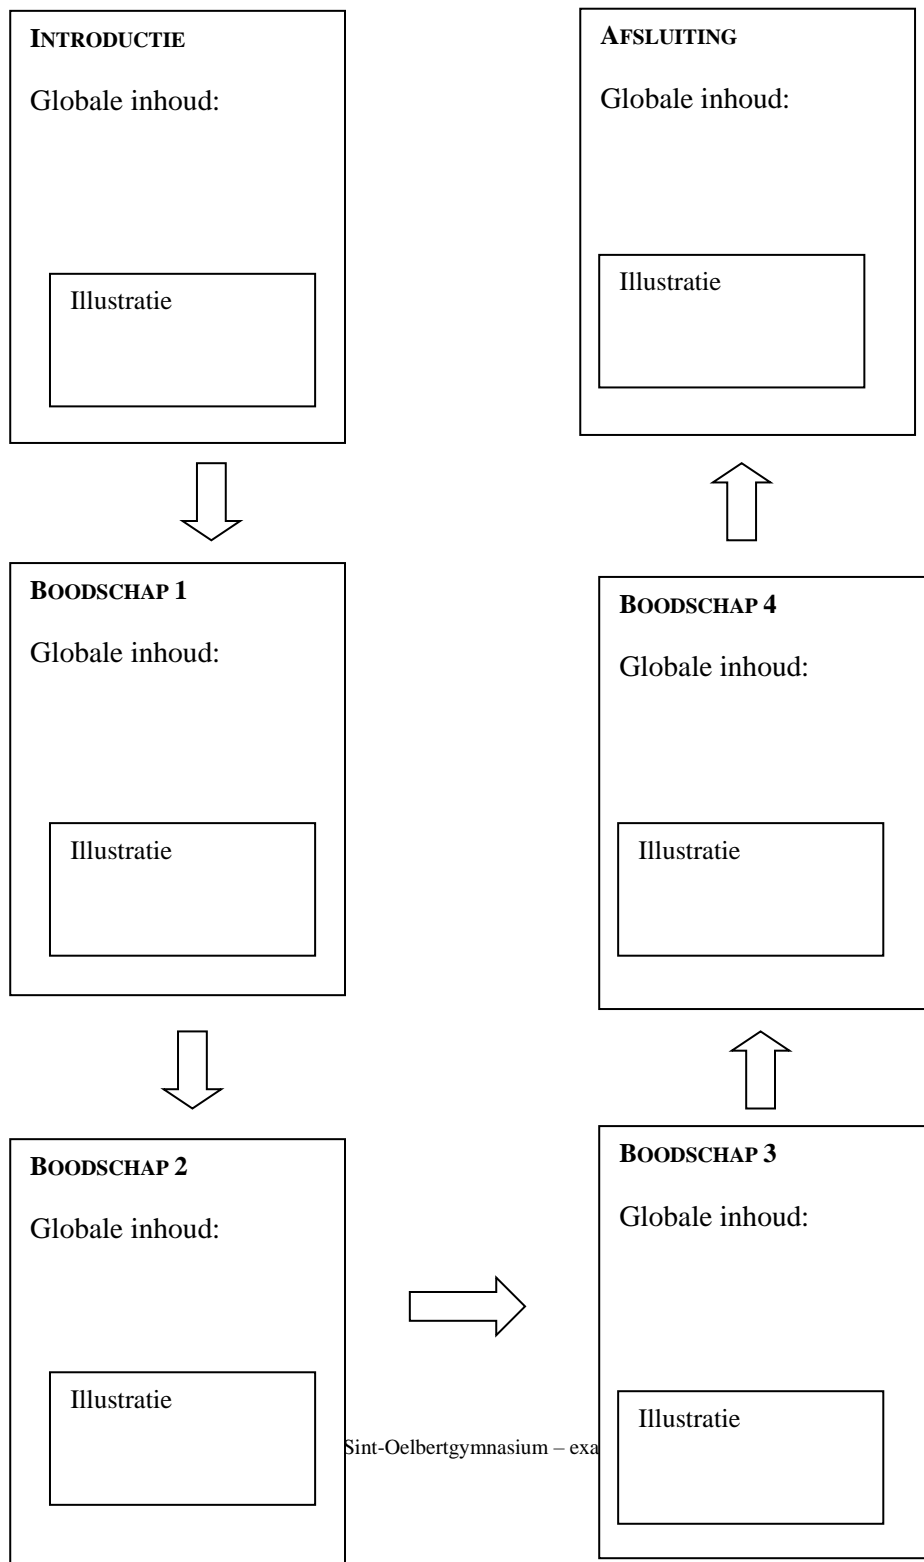 INTRODUCTIE
Globale inhoud:
Illustratie
BOODSCHAP 1
Globale inhoud:
Illustratie
BOODSCHAP 2
Globale inhoud:
Illustratie
BOODSCHAP 3
Globale inhoud:
Illustratie
BOODSCHAP 4
Globale inhoud:
Illustratie
AFSLUITING
Globale inhoud:
Illustratie
Sint-Oelbertgymnasium –